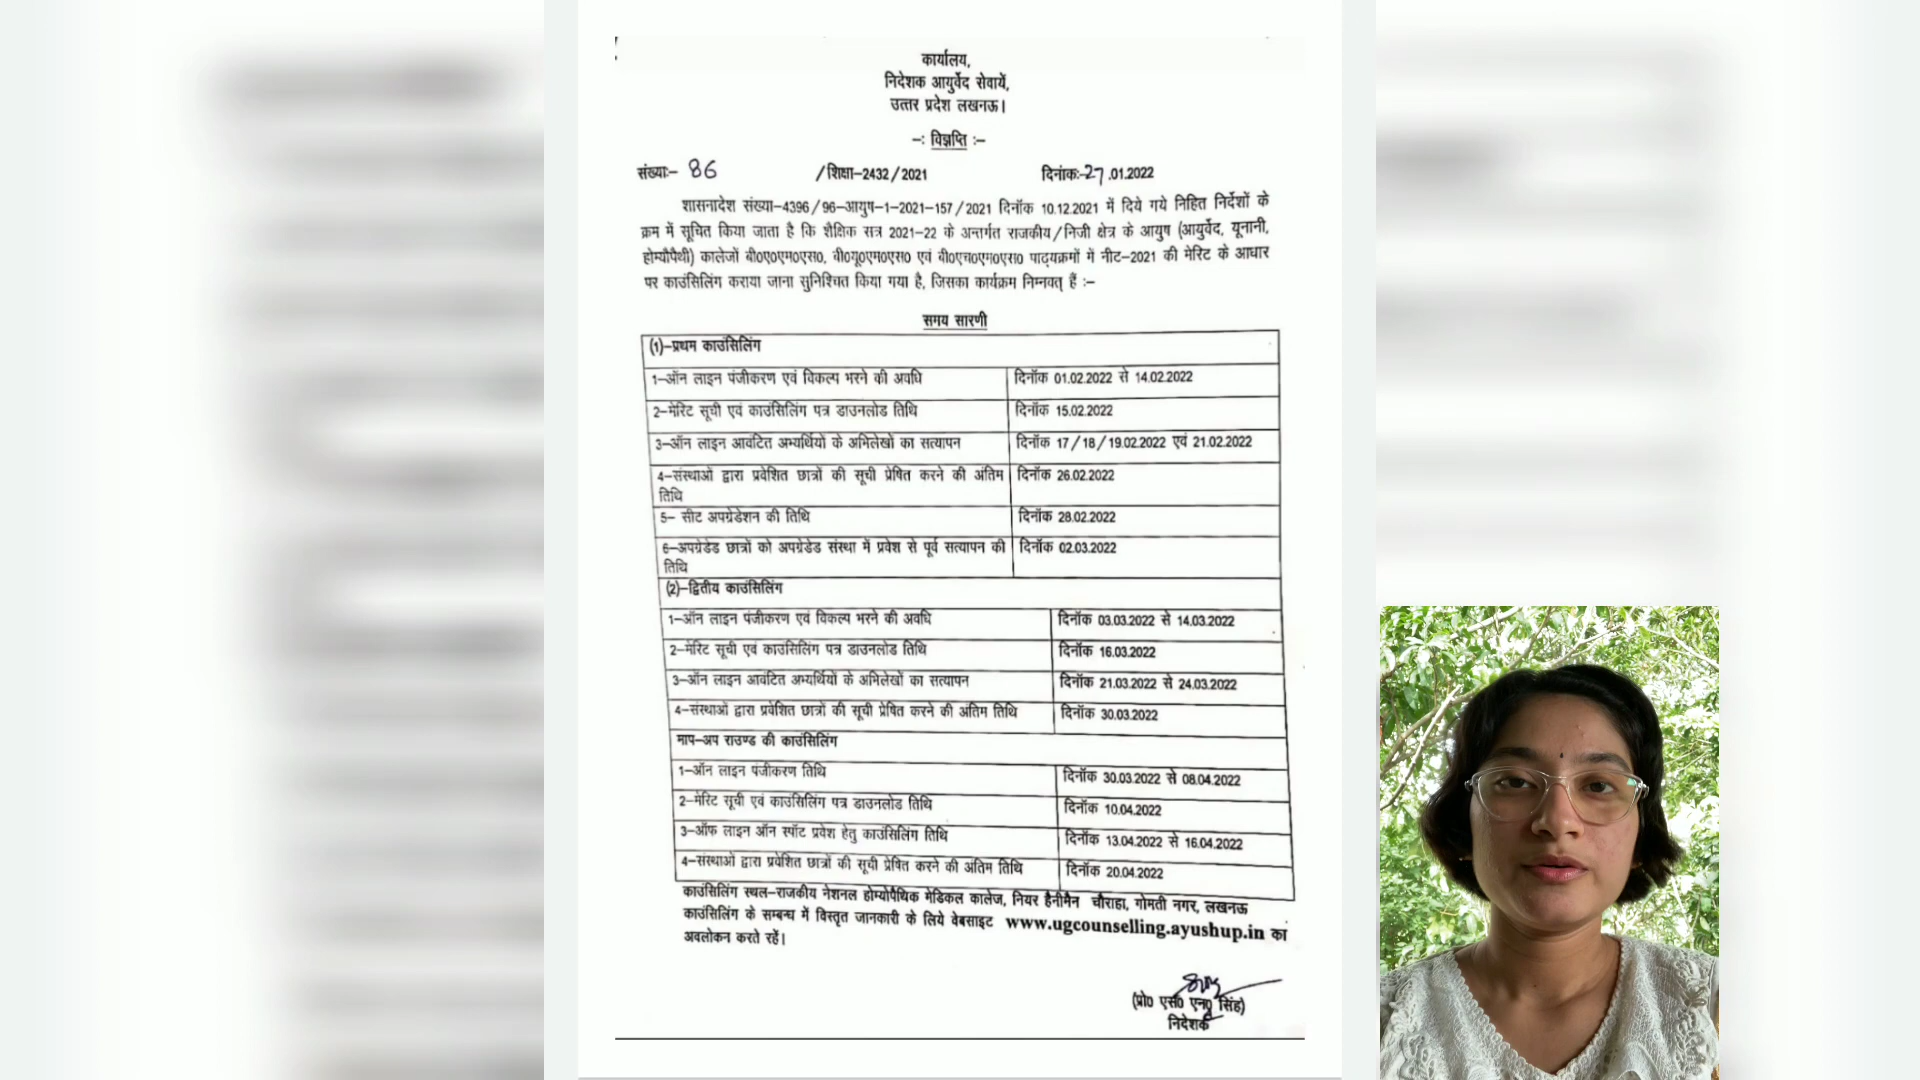 कार्यालय,
निदेशक आयुर्वेद सेवायें,
उत्तर प्रदेश लखनऊ।
–: विज्ञप्ति :–
संख्याः– 86 /शिक्षा–2432/2021 दिनांकः–27.01.2022
शासनादेश संख्या–4396/96–आयुष–1–2021–157/2021 दिनॉक 10.12.2021 में दिये गये निहित निर्देशों के
क्रम में सूचित किया जाता है कि शैक्षिक सत्र 2021–22 के अन्तर्गत राजकीय/निजी क्षेत्र के आयुष (आयुर्वेद, यूनानी,
होम्योपैथी) कालेजों बी0ए0एम0एस0, बी0यू0एम0एस0 एवं बी0एच0एम0एस0 पाठ्यक्रमों में नीट–2021 की मेरिट के आधार
पर काउंसिलिंग कराया जाना सुनिश्चित किया गया है, जिसका कार्यक्रम निम्नवत् हैं :–
समय सारणी
(1)–प्रथम काउंसिलिंग
1–ऑन लाइन पंजीकरण एवं विकल्प भरने की अवधि दिनॉक 01.02.2022 से 14.02.2022
2–मेरिट सूची एवं काउंसिलिंग पत्र डाउनलोड तिथि दिनॉक 15.02.2022
3–ऑन लाइन आवंटित अभ्यर्थियो के अभिलेखों का सत्यापन दिनॉक 17/18/19.02.2022 एवं 21.02.2022
4–संस्थाओं द्वारा प्रवेशित छात्रों की सूची प्रेषित करने की अंतिम दिनॉक 26.02.2022
तिथि
5– सीट अपग्रेडेशन की तिथि दिनॉक 28.02.2022
6–अपग्रेडेड छात्रों को अपग्रेडेड संस्था में प्रवेश से पूर्व सत्यापन की दिनॉक 02.03.2022
तिथि
(2)–द्वितीय काउंसिलिंग
1–ऑन लाइन पंजीकरण एवं विकल्प भरने की अवधि दिनॉक 03.03.2022 से 14.03.2022
2–मेरिट सूची एवं काउंसिलिंग पत्र डाउनलोड तिथि दिनॉक 16.03.2022
3–ऑन लाइन आवंटित अभ्यर्थियों के अभिलेखों का सत्यापन दिनॉक 21.03.2022 से 24.03.2022
4–संस्थाओं द्वारा प्रवेशित छात्रों की सूची प्रेषित करने की अंतिम तिथि दिनॉक 30.03.2022
माप–अप राउण्ड की काउंसिलिंग
1–ऑन लाइन पंजीकरण तिथि दिनॉक 30.03.2022 से 08.04.2022
2–मेरिट सूची एवं काउंसिलिंग पत्र डाउनलोड तिथि दिनॉक 10.04.2022
3–ऑफ लाइन ऑन स्पॉट प्रवेश हेतु काउंसिलिंग तिथि दिनॉक 13.04.2022 से 16.04.2022
4–संस्थाओं द्वारा प्रवेशित छात्रों की सूची प्रेषित करने की अंतिम तिथि दिनॉक 20.04.2022
काउंसिलिंग स्थल–राजकीय नेशनल होम्योपैथिक मेडिकल कालेज, नियर हैनीमैन चौराहा, गोमती नगर, लखनऊ
काउंसिलिंग के सम्बन्ध में विस्तृत जानकारी के लिये वेबसाइट www.ugcounselling.ayushup.in का
अवलोकन करते रहें।
(प्रो0 एस0 एन0 सिंह)
निदेशक